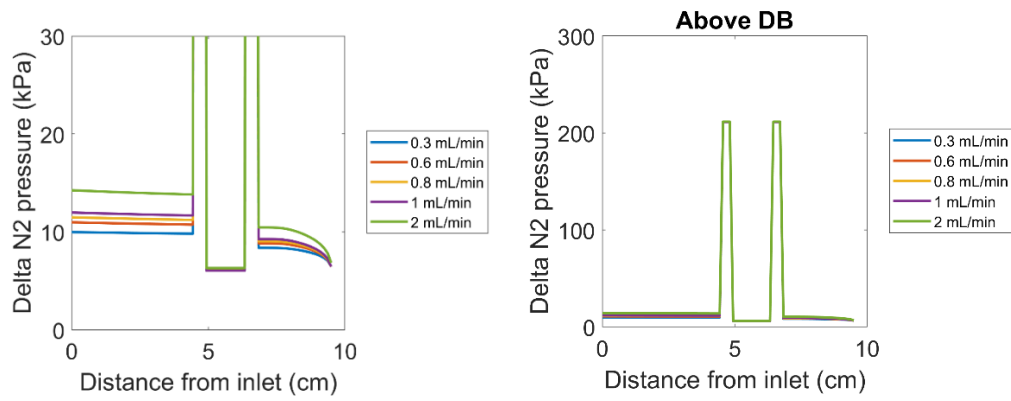 30
20
10
0
0
5
10
Delta N2 pressure (kPa)
Distance from inlet (cm)
0.3 mL/min
0.6 mL/min
0.8 mL/min
1 mL/min
2 mL/min
Above DB
300
200
100
0
0
5
10
Delta N2 pressure (kPa)
Distance from inlet (cm)
0.3 mL/min
0.6 mL/min
0.8 mL/min
1 mL/min
2 mL/min